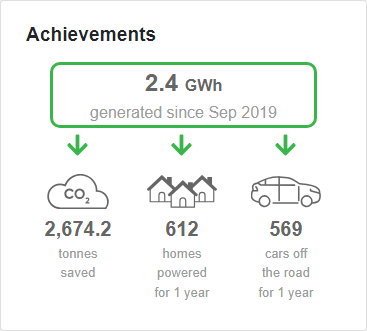 Achievements
2.4 GWh
generated since Sep 2019
CO2
2,674.2
tonnes
saved
612
homes
powered
for 1 year
569
cars off
the road
for 1 year